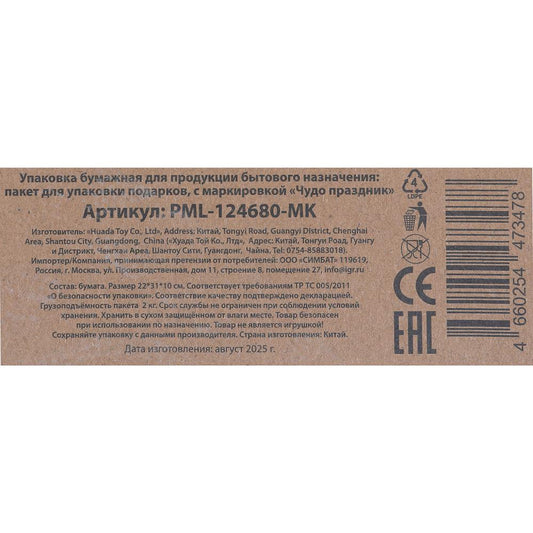 Упаковка бумажная для продукции бытового назначения:
пакет для упаковки подарков, с маркировкой «Чудо праздник»
Артикул: PML-124680-MK
Изготовитель: «Huada Toy Co., Ltd», Address: Китай, Tongyi Road, Guangyi District, Chenghai
Area, Shantou City, Guangdong, China («Хуада Той Ко., Лтд», Адрес: Китай, Тонгуи Роад, Гуангу
и Дистрикт, Ченгха» Ареа, Шантоу Сити, Гуангдонг, Чайна, Тел.: 0754-85883018).
Импортер/Компания, принимающая претензии от потребителей: ООО «СИМБАТ» 119619,
Россия, г. Москва, ул. Производственная, дом 11, строение 8, помещение 27, info@igr.ru
Состав: бумага. Размер 22*31*10 см. Соответствует требованиям ТР ТС 005/2011
«О безопасности упаковки». Соответствие качества подтверждено декларацией.
Грузоподъёмность пакета 2 кг. Срок службы не ограничен при соблюдении условий
хранения. Хранить в сухом защищённом от влаги месте. Товар безопасен
при использовании по назначению. Товар не является игрушкой!
Сохраняйте упаковку с данными производителя. Страна изготовления: Китай.
Дата изготовления: август 2025 г.
4
LDPE
CE
EAC
4 660254 473478